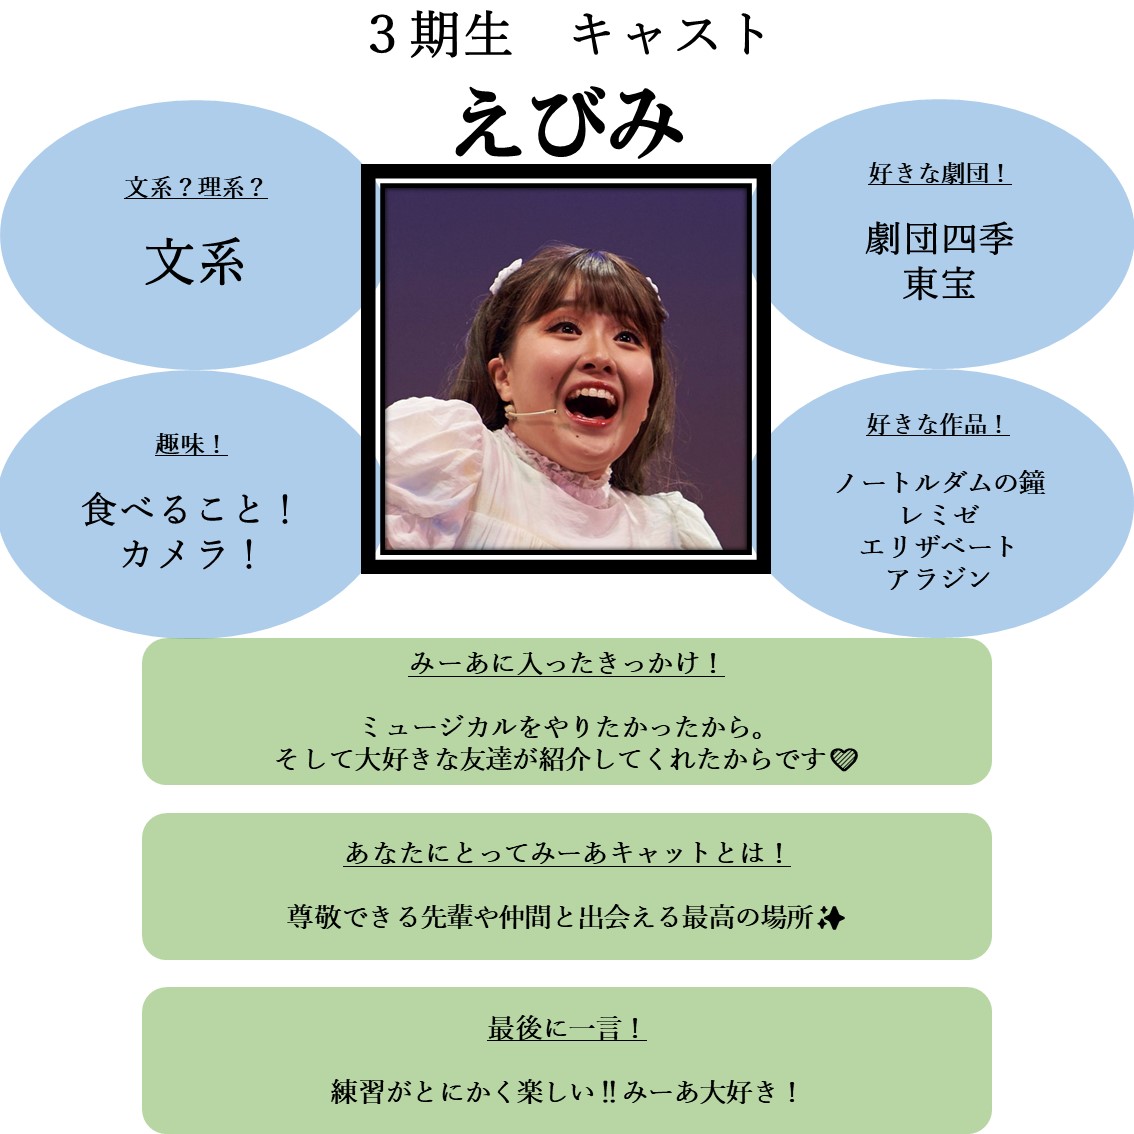 ３期生　キャスト
えびみ
文系？理系？
文系
好きな劇団！
劇団四季
東宝
趣味！
食べること！
カメラ！
好きな作品！
ノートルダムの鐘
レミゼ
エリザベート
アラジン
みーあに入ったきっかけ！
ミュージカルをやりたかったから。
そして大好きな友達が紹介してくれたからです💜
あなたにとってみーあキャットとは！
尊敬できる先輩や仲間と出会える最高の場所✨
最後に一言！
練習がとにかく楽しい‼みーあ大好き！